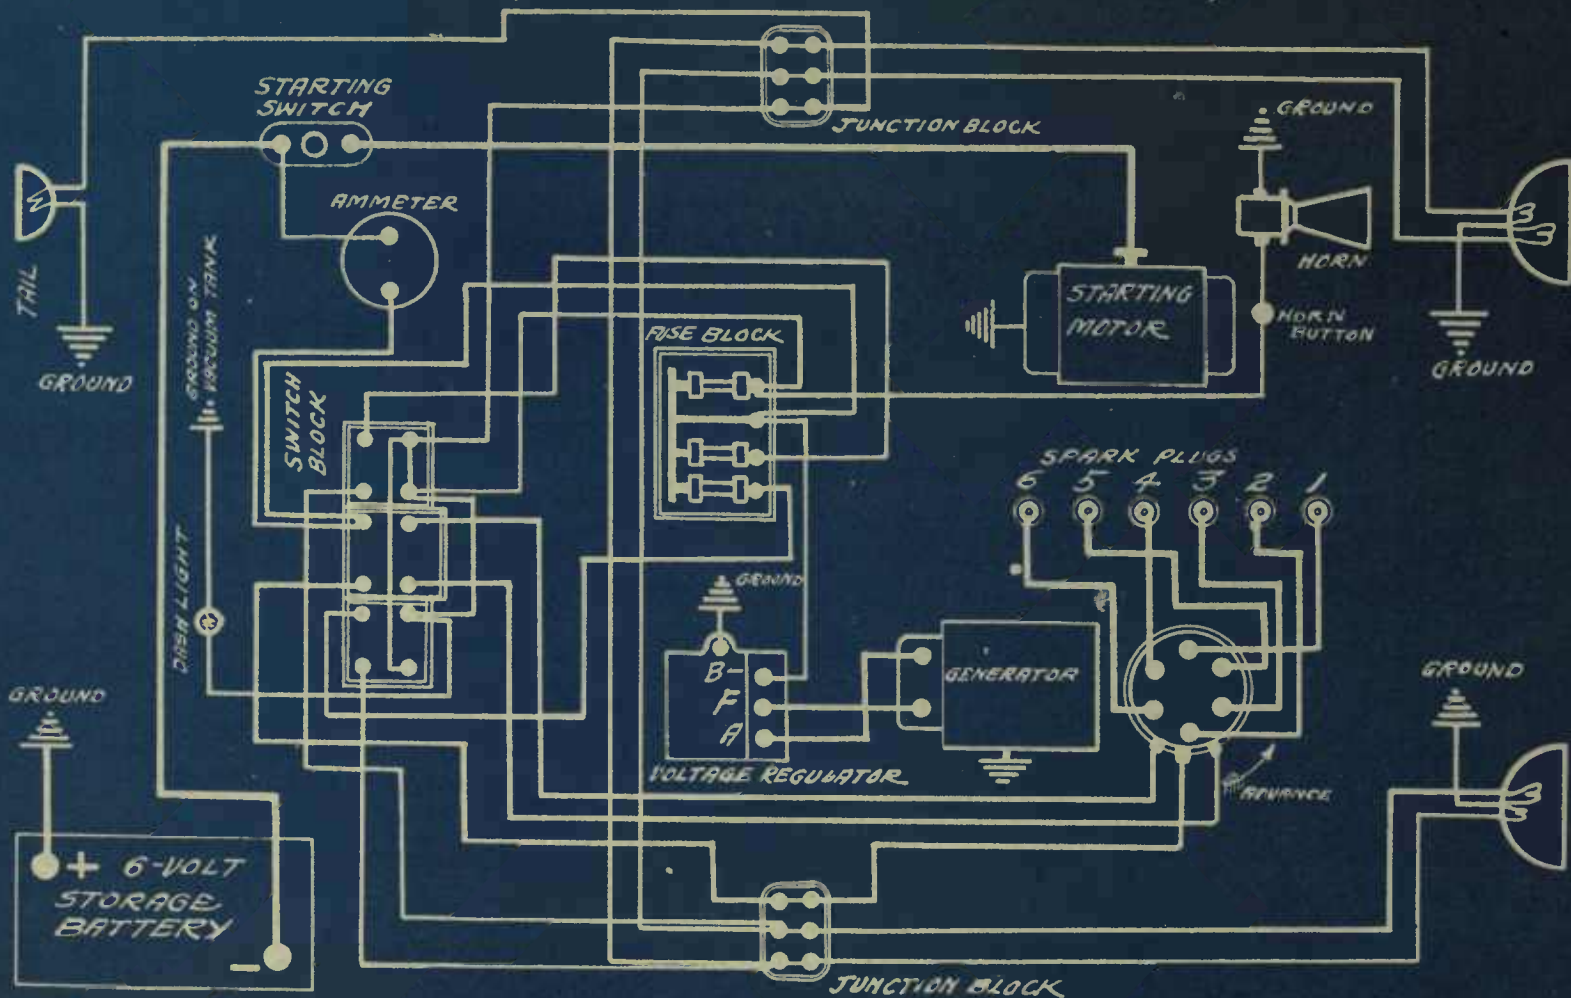 STARTING
SWITCH
JUNCTION BLOCK
GROUND
AMMETER
TAIL
GROUND ON
VACUUM TANK
HORN
STARTING
MOTOR
HORN
BUTTON
FUSE BLOCK
GROUND
GROUND
SWITCH
BLOCK
SPARK PLUGS
6 5 4 3 2 1
DASH LIGHT
GROUND
GROUND
B-
F
A
GENERATOR
GROUND
VOLTAGE REGULATOR
ADVANCE
+ 6-VOLT
STORAGE
BATTERY
-
JUNCTION BLOCK